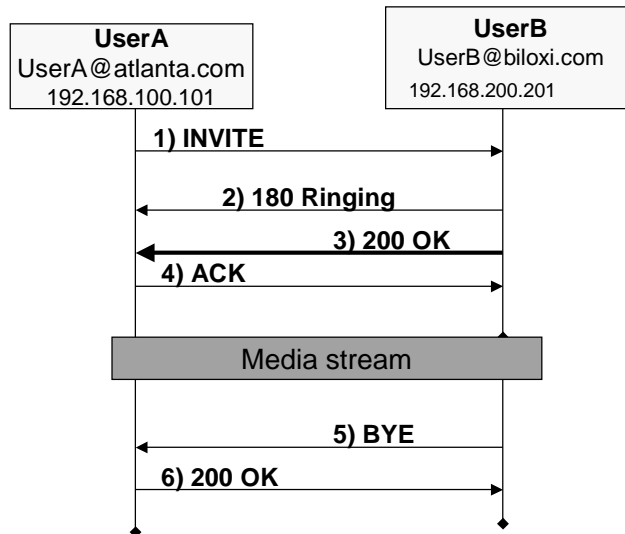 UserA
UserA@atlanta.com
192.168.100.101
UserB
UserB@biloxi.com
192.168.200.201
1) INVITE
2) 180 Ringing
3) 200 OK
4) ACK
Media stream
5) BYE
6) 200 OK